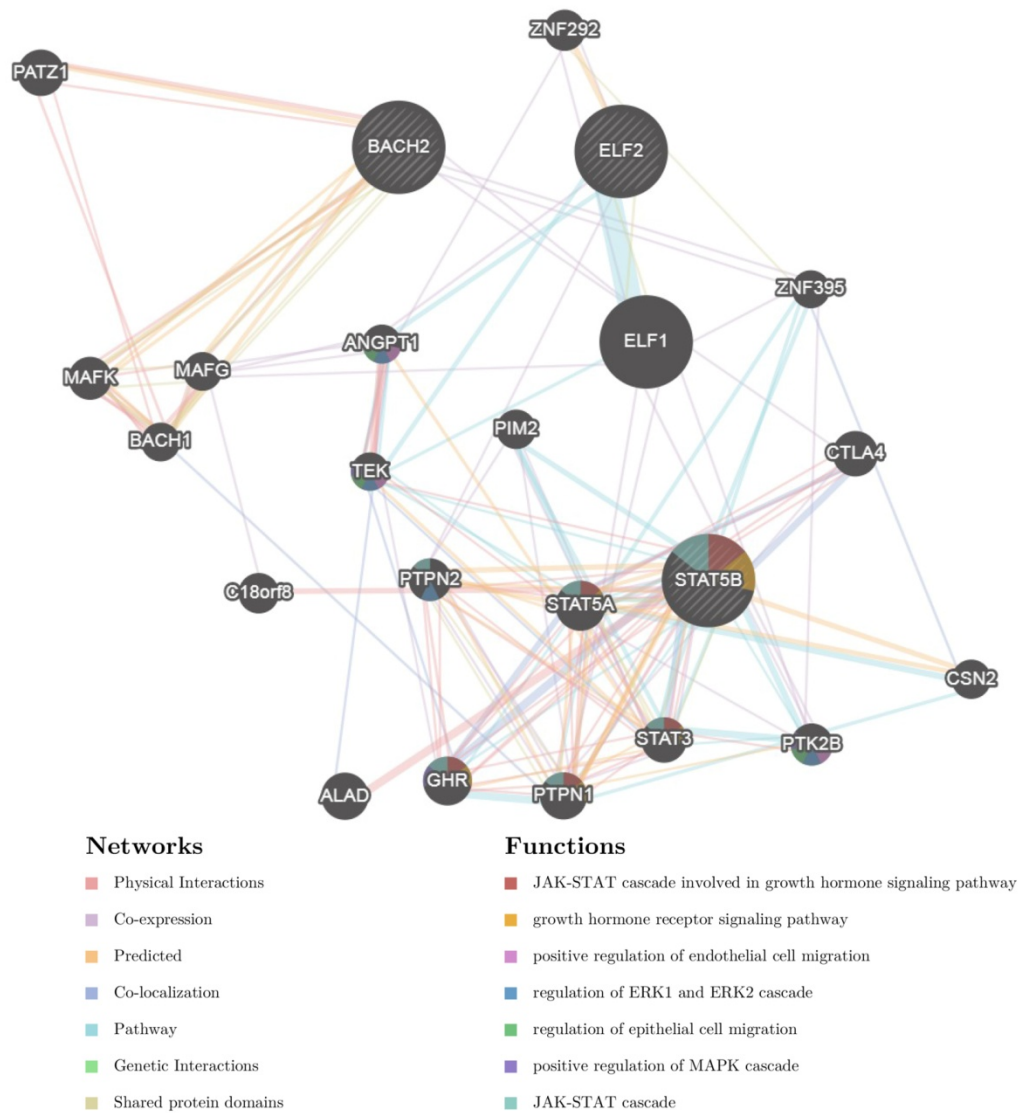 ZNF292
PATZ1
BACH2
ELF2
ZNF395
ELF1
ANGPT1
MAFG
MAFK
BACH1
PIM2
CTLA4
TEK
PTPN2
STAT5B
C18orf8
STAT5A
CSN2
STAT3
PTK2B
GHR
ALAD
PTPN1
Networks
Physical Interactions
Co-expression
Predicted
Co-localization
Pathway
Genetic Interactions
Shared protein domains
Functions
JAK-STAT cascade involved in growth hormone signaling pathway
growth hormone receptor signaling pathway
positive regulation of endothelial cell migration
regulation of ERK1 and ERK2 cascade
regulation of epithelial cell migration
positive regulation of MAPK cascade
JAK-STAT cascade